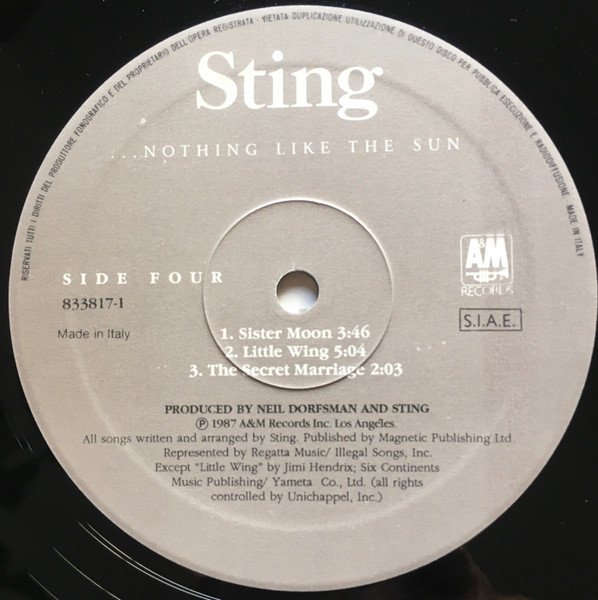 RISERVATI TUTTI I DIRITTI DEL PRODUTTORE FONOGRAFICO E DEL PROPRIETARIO DELL'OPERA REGISTRATA - VIETATA DUPLICAZIONE UTILIZZAZIONE DI QUESTO DISCO PER PUBBLICA ESECUZIONE E RADIODIFFUSIONE. MADE IN ITALY
Sting
...NOTHING LIKE THE SUN
SIDE FOUR
833817-1
Made in Italy
A&M
RECORDS
S.I.A.E.
1. Sister Moon 3:46
2. Little Wing 5:04
3. The Secret Marriage 2:03
PRODUCED BY NEIL DORFSMAN AND STING
℗ 1987 A&M Records Inc. Los Angeles.
All songs written and arranged by Sting. Published by Magnetic Publishing Ltd.
Represented by Regatta Music/ Illegal Songs, Inc.
Except "Little Wing" by Jimi Hendrix; Six Continents
Music Publishing/ Yameta Co., Ltd. (all rights
controlled by Unichappel, Inc.)